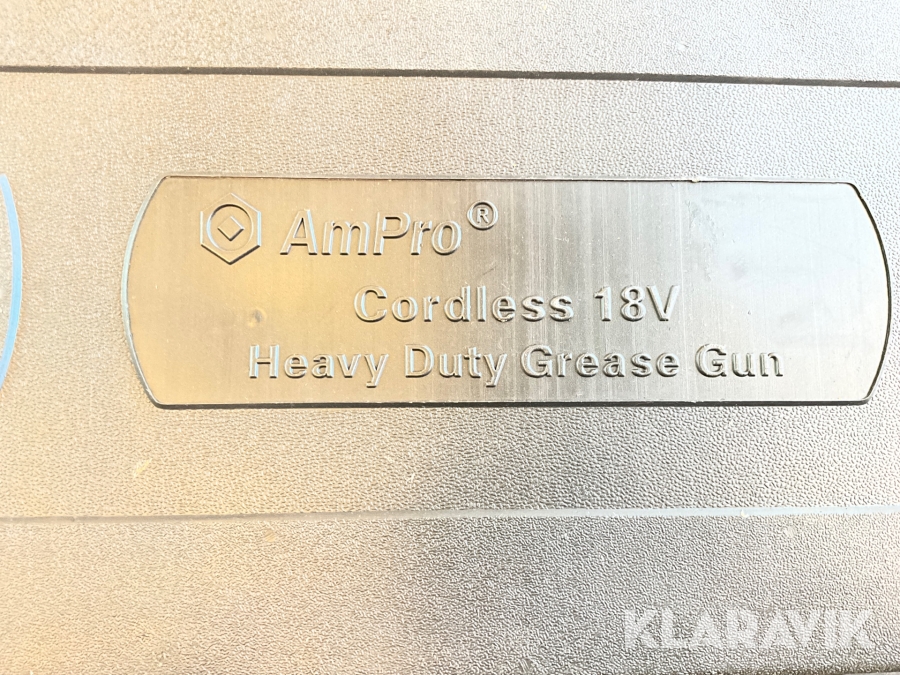 AmPro®
Cordless 18V
Heavy Duty Grease Gun
KLARAVIK